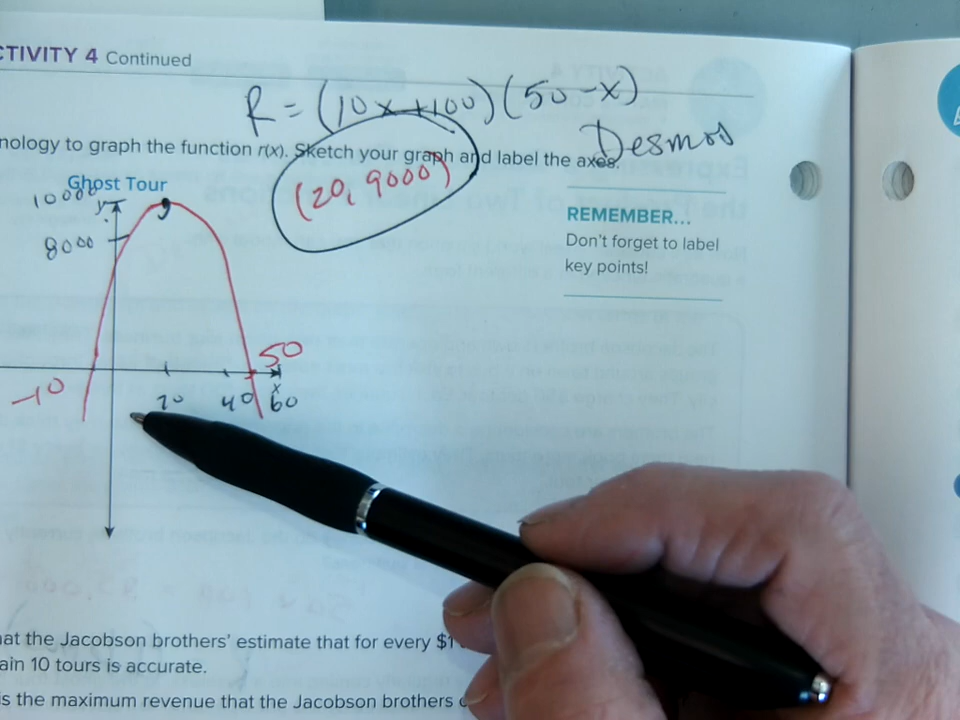 CTIVITY 4 Continued
R = (10x+100)(50-x)
Desmos
nology to graph the function r(x). Sketch your graph and label the axes.
Ghost Tour
(20, 9000)
10000
y
8000
REMEMBER...
Don't forget to label
key points!
50
-10
x
20 40 60
hat the Jacobson brothers' estimate that for every $1
ain 10 tours is accurate.
is the maximum revenue that the Jacobson brothers